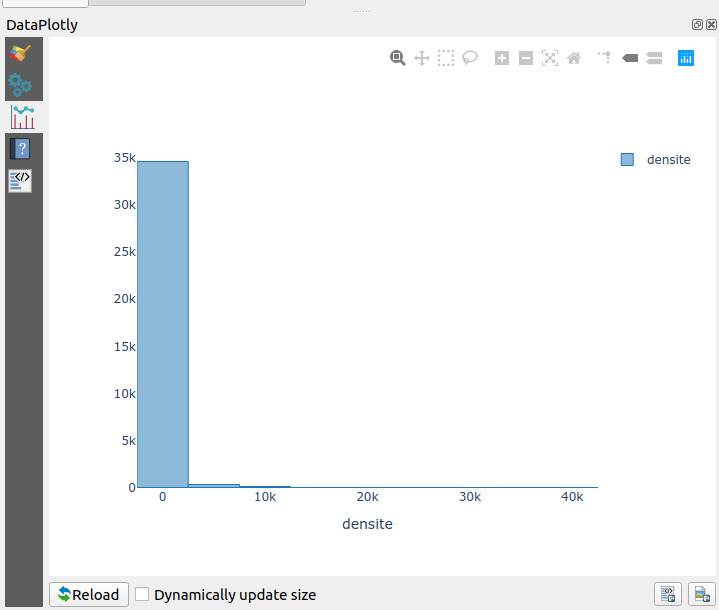 DataPlotly
35k
densite
30k
25k
20k
15k
10k
5k
0
0 10k 20k 30k 40k
densite
Reload Dynamically update size